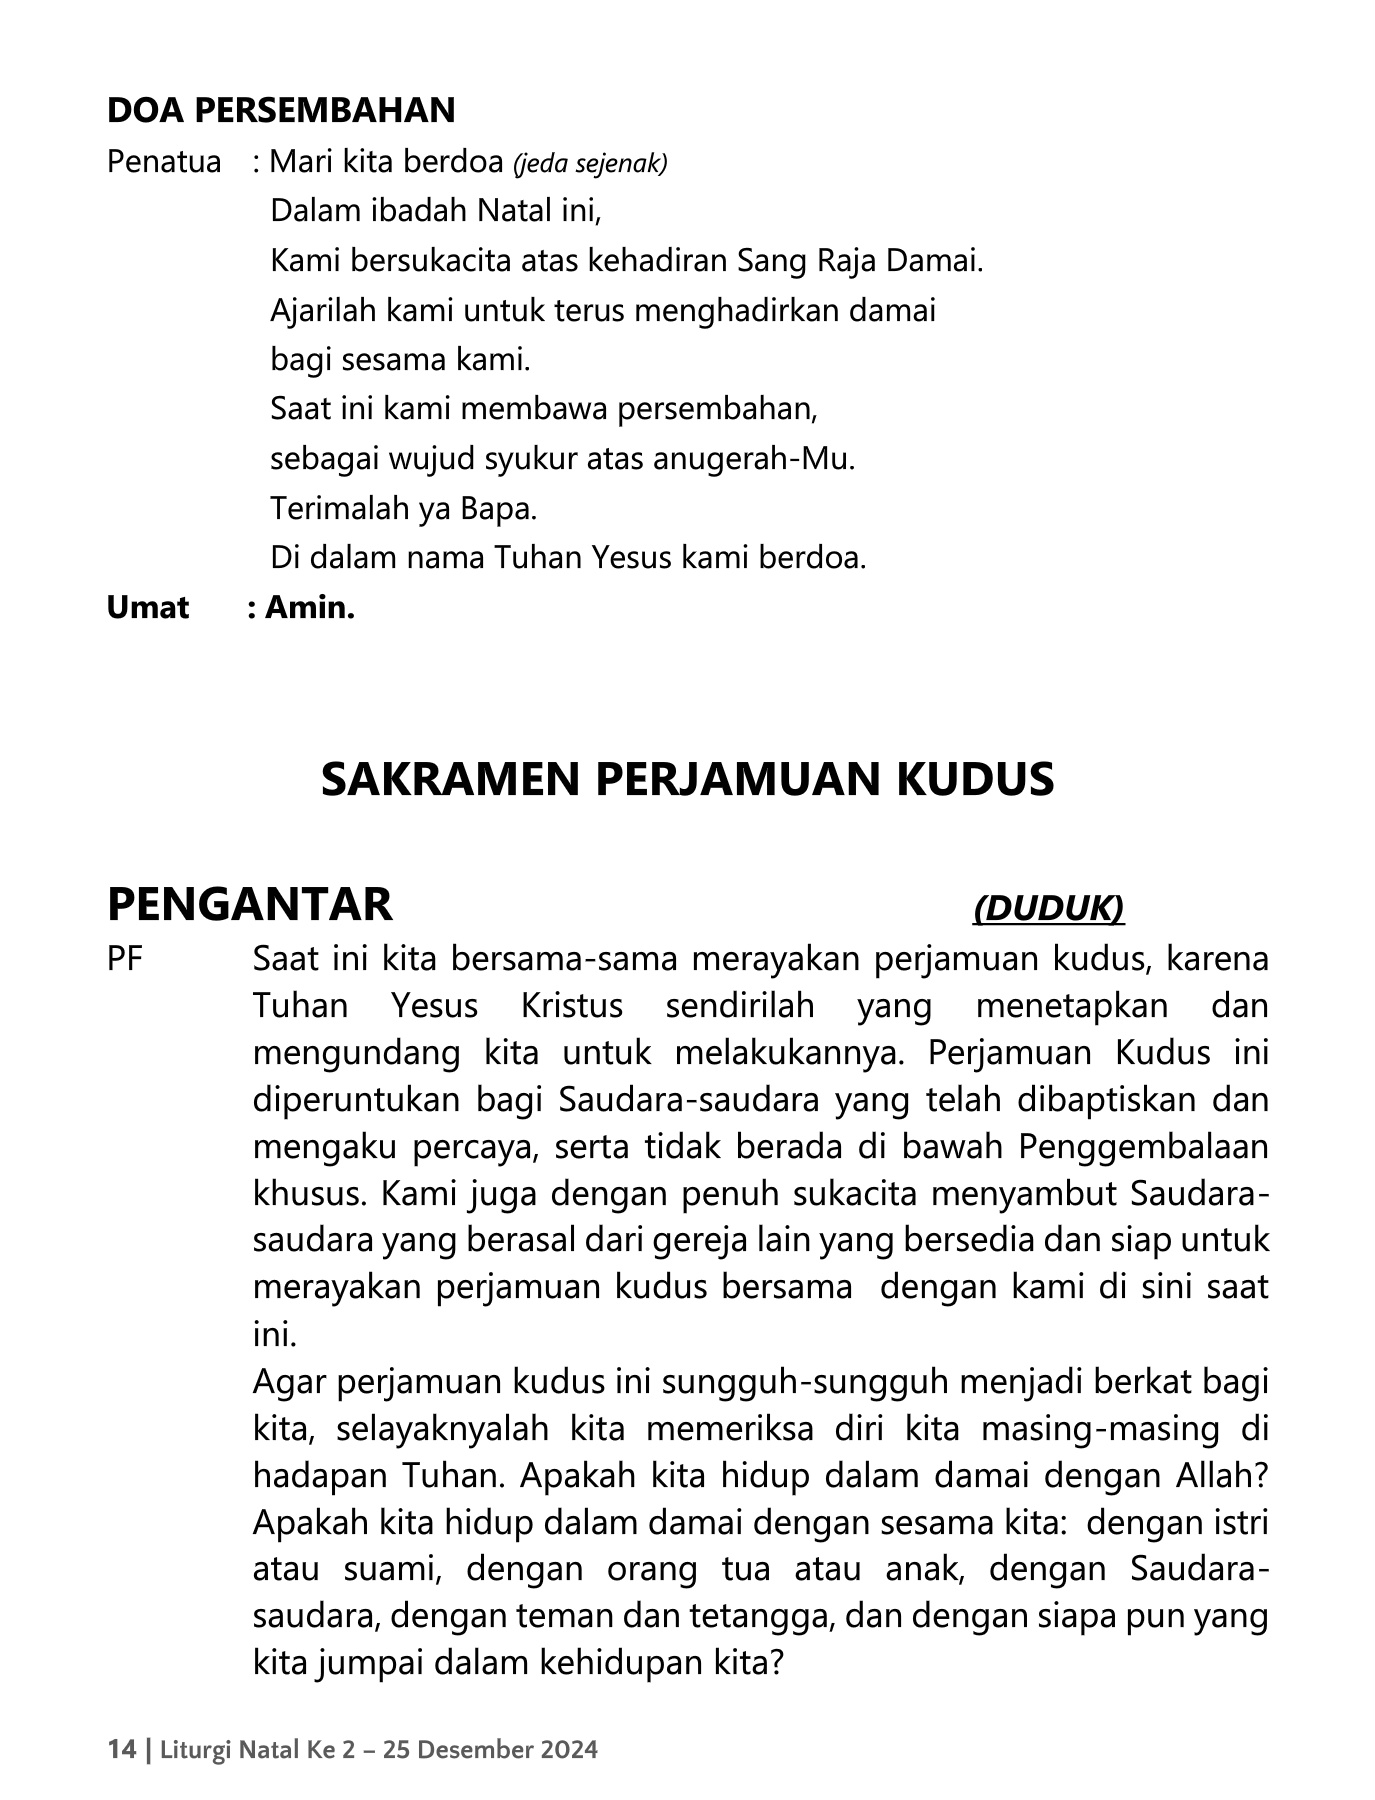 DOA PERSEMBAHAN
Penatua : Mari kita berdoa (jeda sejenak)
Dalam ibadah Natal ini,
Kami bersukacita atas kehadiran Sang Raja Damai.
Ajarilah kami untuk terus menghadirkan damai
bagi sesama kami.
Saat ini kami membawa persembahan,
sebagai wujud syukur atas anugerah-Mu.
Terimalah ya Bapa.
Di dalam nama Tuhan Yesus kami berdoa.
Umat : Amin.
SAKRAMEN PERJAMUAN KUDUS
PENGANTAR (DUDUK)
PF Saat ini kita bersama-sama merayakan perjamuan kudus, karena
Tuhan Yesus Kristus sendirilah yang menetapkan dan
mengundang kita untuk melakukannya. Perjamuan Kudus ini
diperuntukan bagi Saudara-saudara yang telah dibaptiskan dan
mengaku percaya, serta tidak berada di bawah Penggembalaan
khusus. Kami juga dengan penuh sukacita menyambut Saudara-
saudara yang berasal dari gereja lain yang bersedia dan siap untuk
merayakan perjamuan kudus bersama dengan kami di sini saat
ini.
Agar perjamuan kudus ini sungguh-sungguh menjadi berkat bagi
kita, selayaknyalah kita memeriksa diri kita masing-masing di
hadapan Tuhan. Apakah kita hidup dalam damai dengan Allah?
Apakah kita hidup dalam damai dengan sesama kita: dengan istri
atau suami, dengan orang tua atau anak, dengan Saudara-
saudara, dengan teman dan tetangga, dan dengan siapa pun yang
kita jumpai dalam kehidupan kita?
14 | Liturgi Natal Ke 2 – 25 Desember 2024